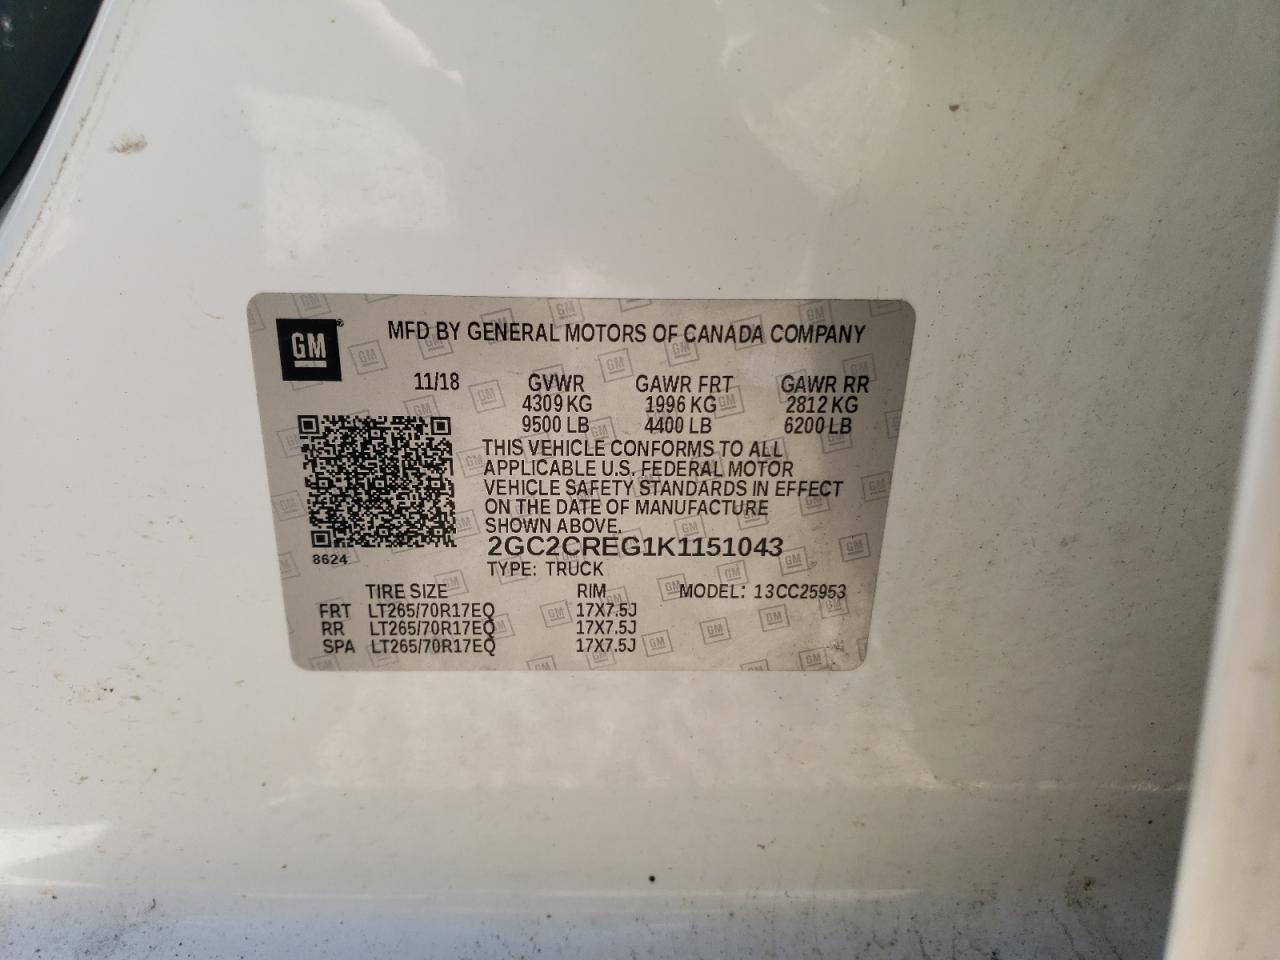 GM
MFD BY GENERAL MOTORS OF CANADA COMPANY
11/18 GVWR GAWR FRT GAWR RR
4309 KG 1996 KG 2812 KG
9500 LB 4400 LB 6200 LB
THIS VEHICLE CONFORMS TO ALL
APPLICABLE U.S. FEDERAL MOTOR
VEHICLE SAFETY STANDARDS IN EFFECT
ON THE DATE OF MANUFACTURE
SHOWN ABOVE.
2GC2CREG1K1151043
8624
TYPE: TRUCK
TIRE SIZE RIM MODEL: 13CC25953
FRT LT265/70R17EQ 17X7.5J
RR LT265/70R17EQ 17X7.5J
SPA LT265/70R17EQ 17X7.5J